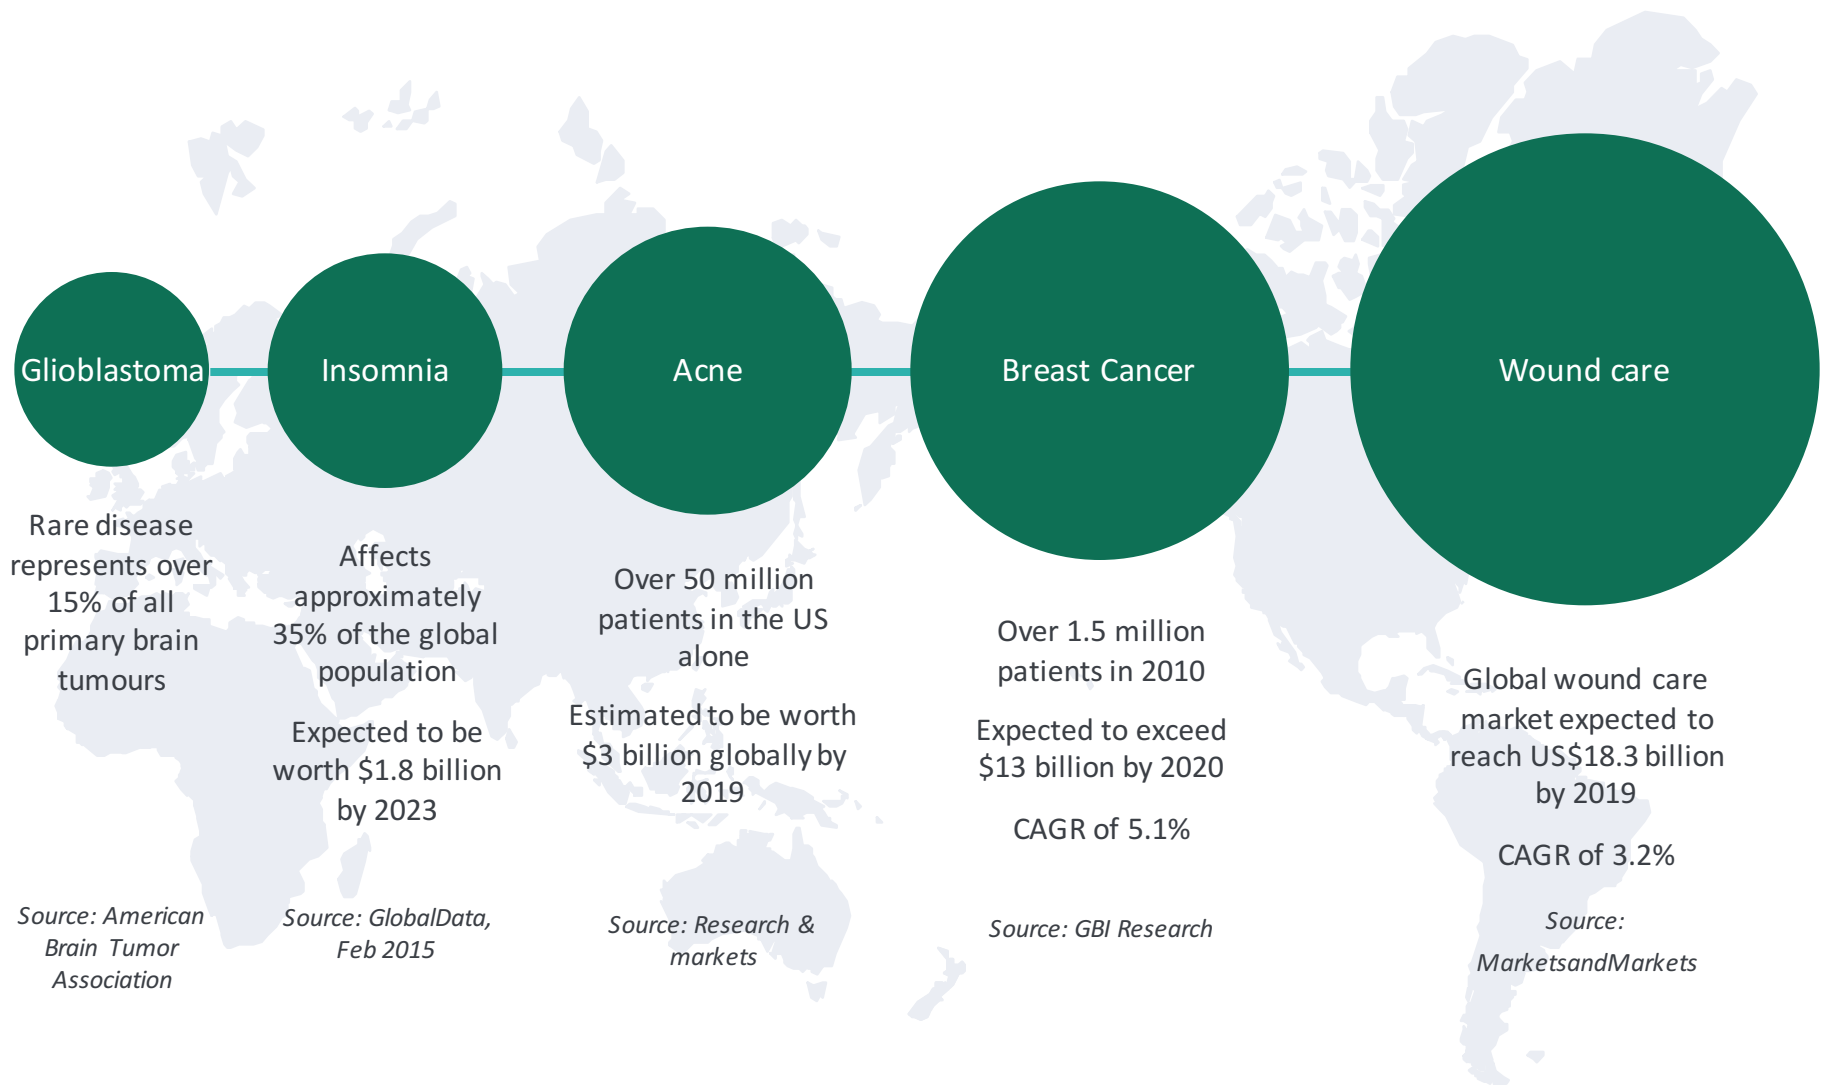 Glioblastoma
Insomnia
Acne
Breast Cancer
Wound care
Rare disease
represents over
15% of all
primary brain
tumours
Source: American
Brain Tumor
Association
Affects
approximately
35% of the global
population
Expected to be
worth $1.8 billion
by 2023
Source: GlobalData,
Feb 2015
Over 50 million
patients in the US
alone
Estimated to be worth
$3 billion globally by
2019
Source: Research &
markets
Over 1.5 million
patients in 2010
Expected to exceed
$13 billion by 2020
CAGR of 5.1%
Source: GBI Research
Global wound care
market expected to
reach US$18.3 billion
by 2019
CAGR of 3.2%
Source:
MarketsandMarkets